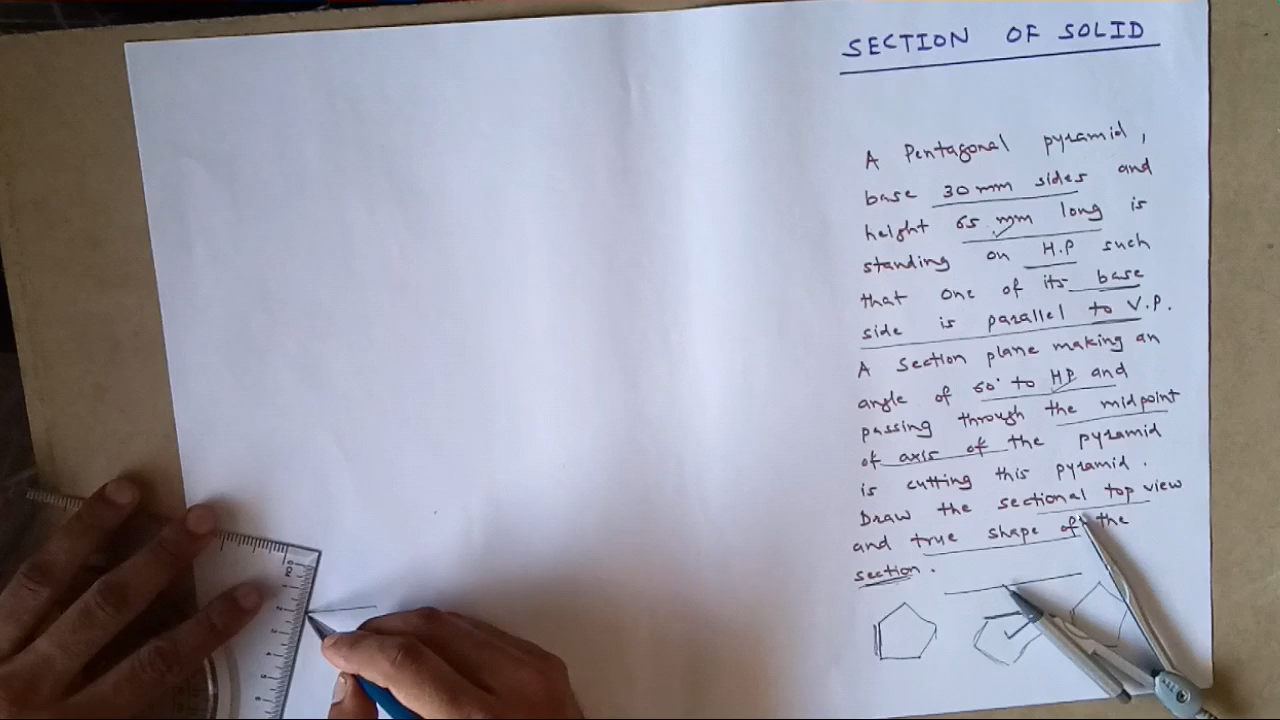 SECTION OF SOLID
A Pentagonal pyramid,
base 30 mm sides and
height 65 mm long is
standing on H.P such
that one of its base
side is parallel to V.P.
A section plane making an
angle of 60° to HP and
passing through the midpoint
of axis of the pyramid
is cutting this pyramid.
Draw the sectional top view
and true shape of the
section.